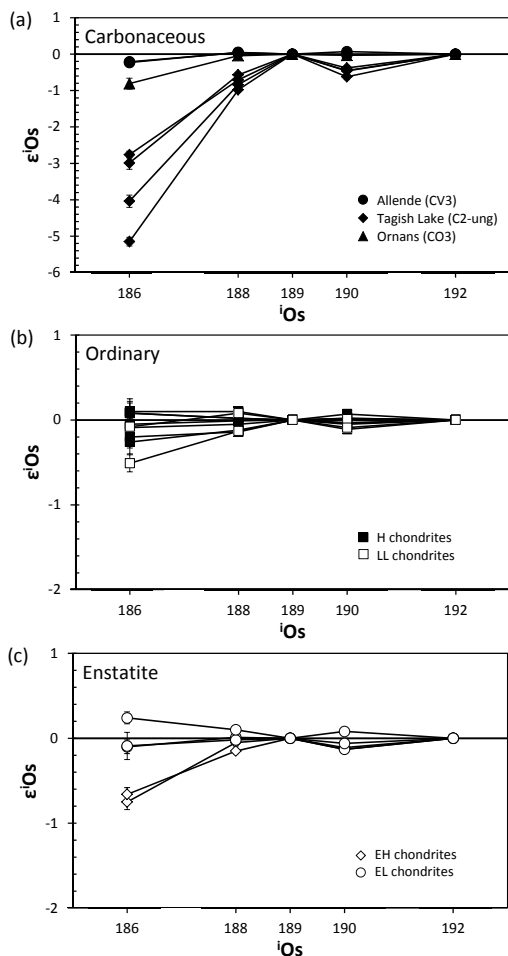 (a)
Carbonaceous
1
0
-1
-2
-3
-4
-5
-6
εⁱOs
Allende (CV3)
Tagish Lake (C2-ung)
Ornans (CO3)
186 188 189 190 192
ⁱOs
(b)
Ordinary
1
0
-1
-2
εⁱOs
H chondrites
LL chondrites
186 188 189 190 192
ⁱOs
(c)
Enstatite
1
0
-1
-2
εⁱOs
EH chondrites
EL chondrites
186 188 189 190 192
ⁱOs